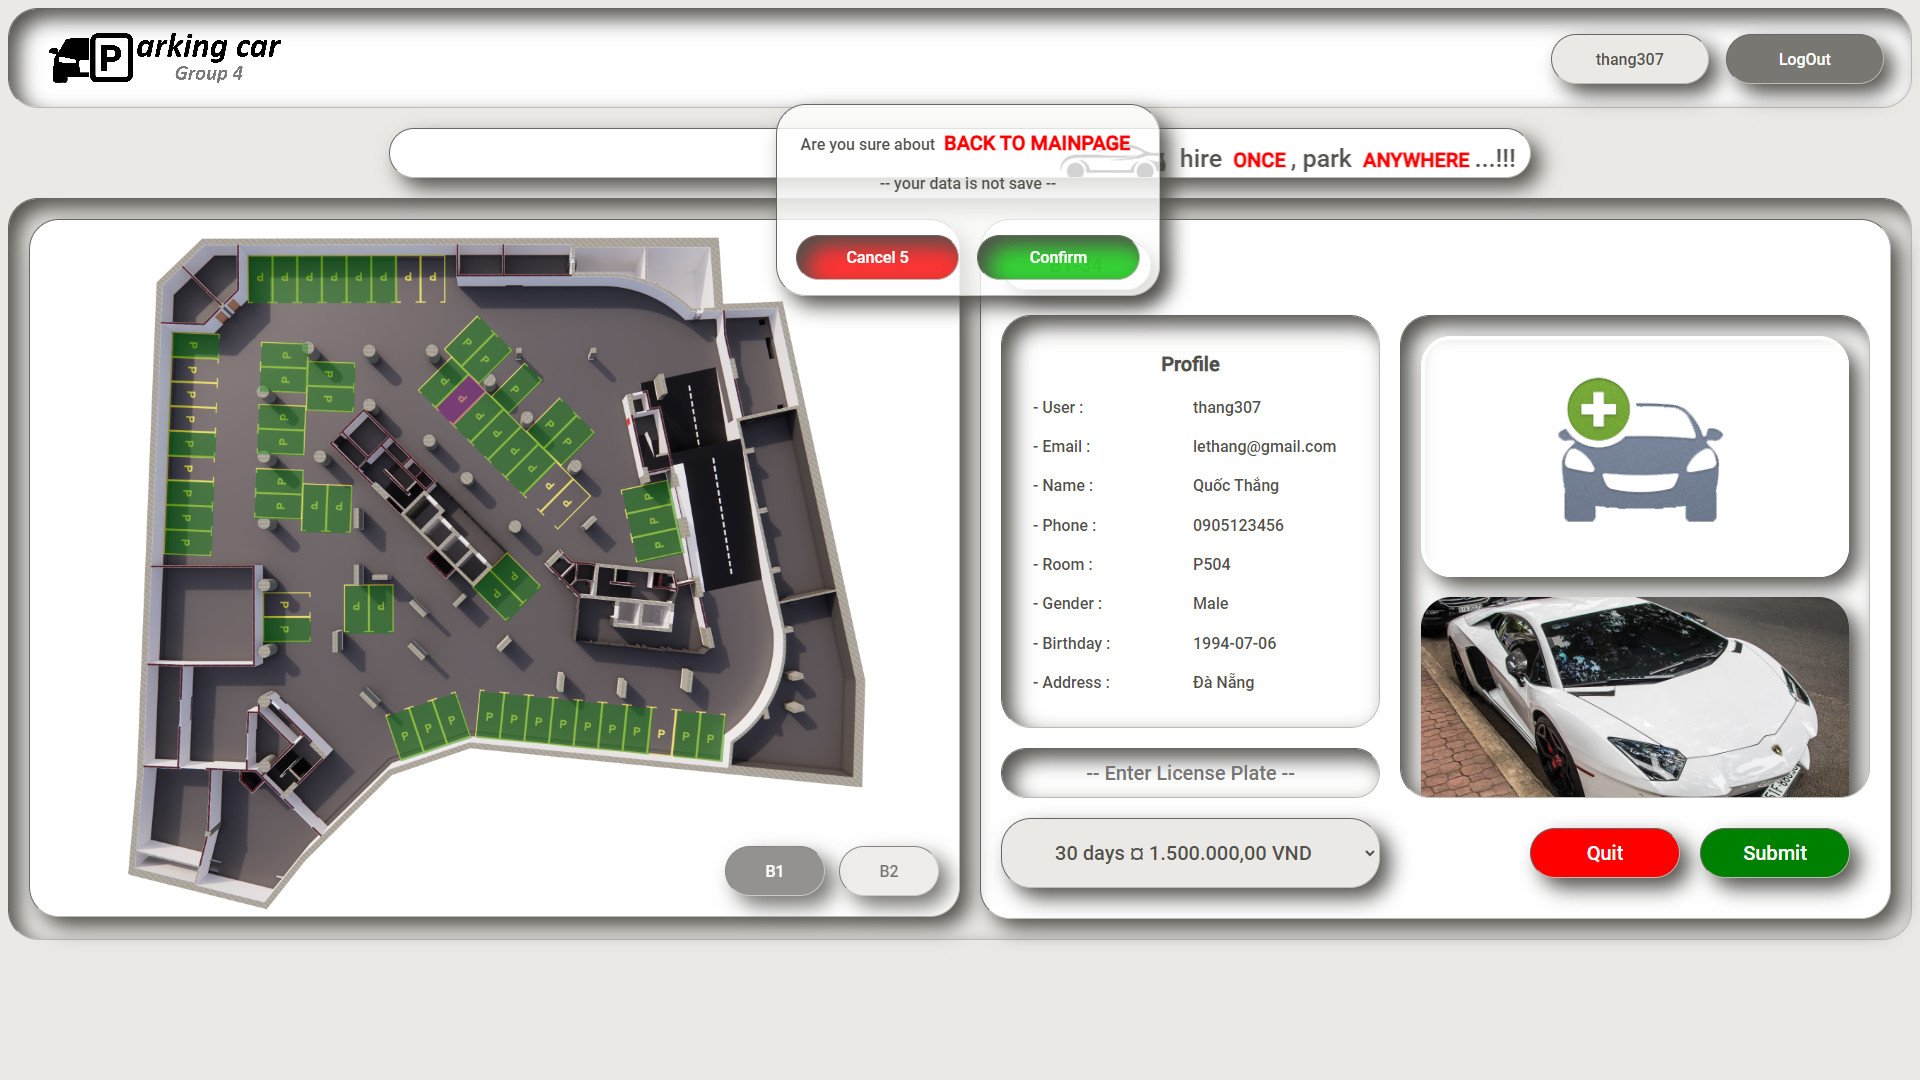 Parking car
Group 4
thang307
LogOut
Are you sure about BACK TO MAINPAGE
-- your data is not save --
Cancel 5
Confirm
hire ONCE , park ANYWHERE ...!!!
Profile
- User : thang307
- Email : lethang@gmail.com
- Name : Quốc Thắng
- Phone : 0905123456
- Room : P504
- Gender : Male
- Birthday : 1994-07-06
- Address : Đà Nẵng
-- Enter License Plate --
30 days ¤ 1.500.000,00 VND
Quit
Submit
B1
B2